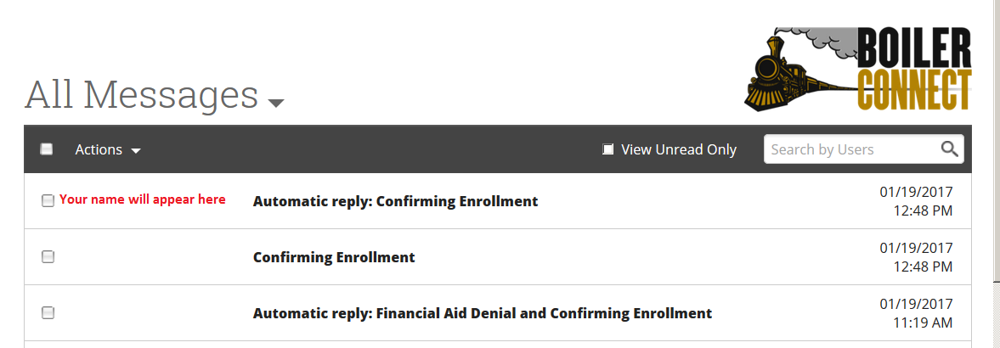 BOILER
CONNECT
All Messages
Actions View Unread Only Search by Users
Your name will appear here Automatic reply: Confirming Enrollment 01/19/2017
12:48 PM
Confirming Enrollment 01/19/2017
12:48 PM
Automatic reply: Financial Aid Denial and Confirming Enrollment 01/19/2017
11:19 AM